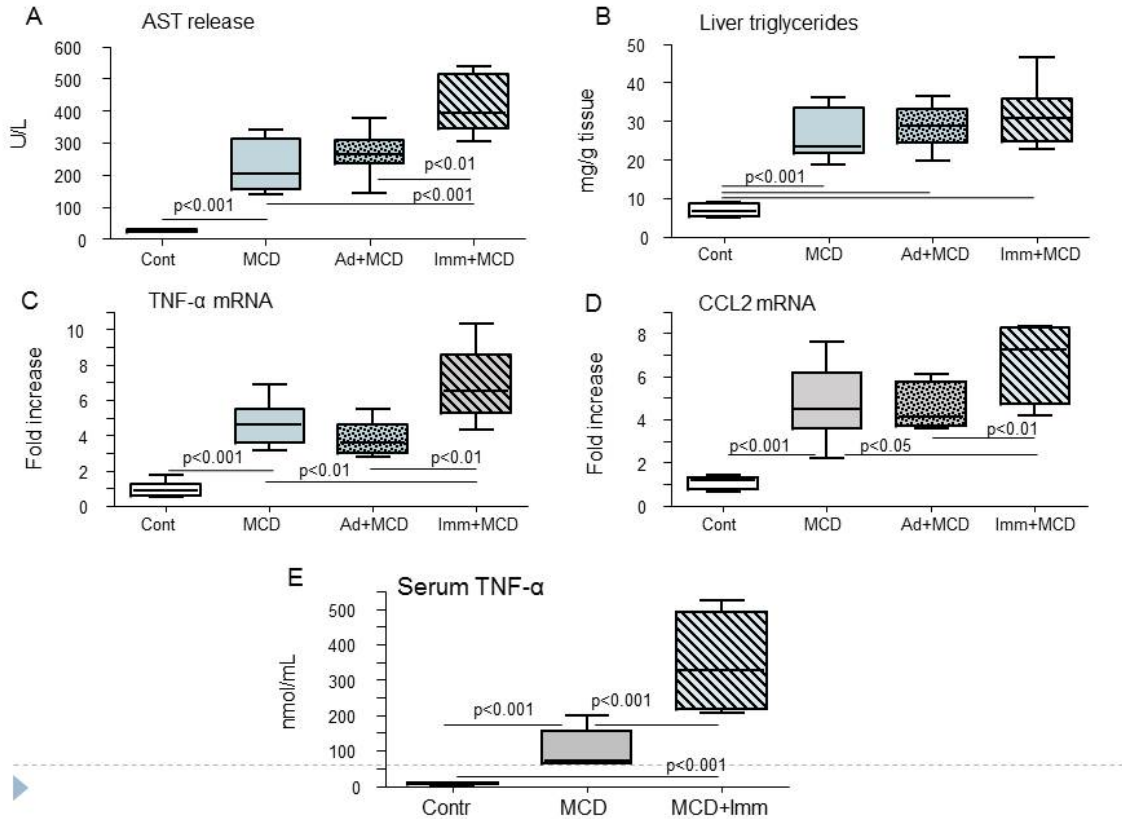 A AST release
U/L
600
500
400
300
200
100
0
p<0.001
p<0.01
p<0.001
Cont MCD Ad+MCD Imm+MCD
B Liver triglycerides
mg/g tissue
50
40
30
20
10
0
p<0.001
Cont MCD Ad+MCD Imm+MCD
C TNF-α mRNA
Fold increase
10
8
6
4
2
0
p<0.001
p<0.01
p<0.01
Cont MCD Ad+MCD Imm+MCD
D CCL2 mRNA
Fold increase
8
6
4
2
0
p<0.001
p<0.05
p<0.01
Cont MCD Ad+MCD Imm+MCD
E Serum TNF-α
nmol/mL
500
400
300
200
100
0
p<0.001
p<0.001
p<0.001
Contr MCD MCD+Imm